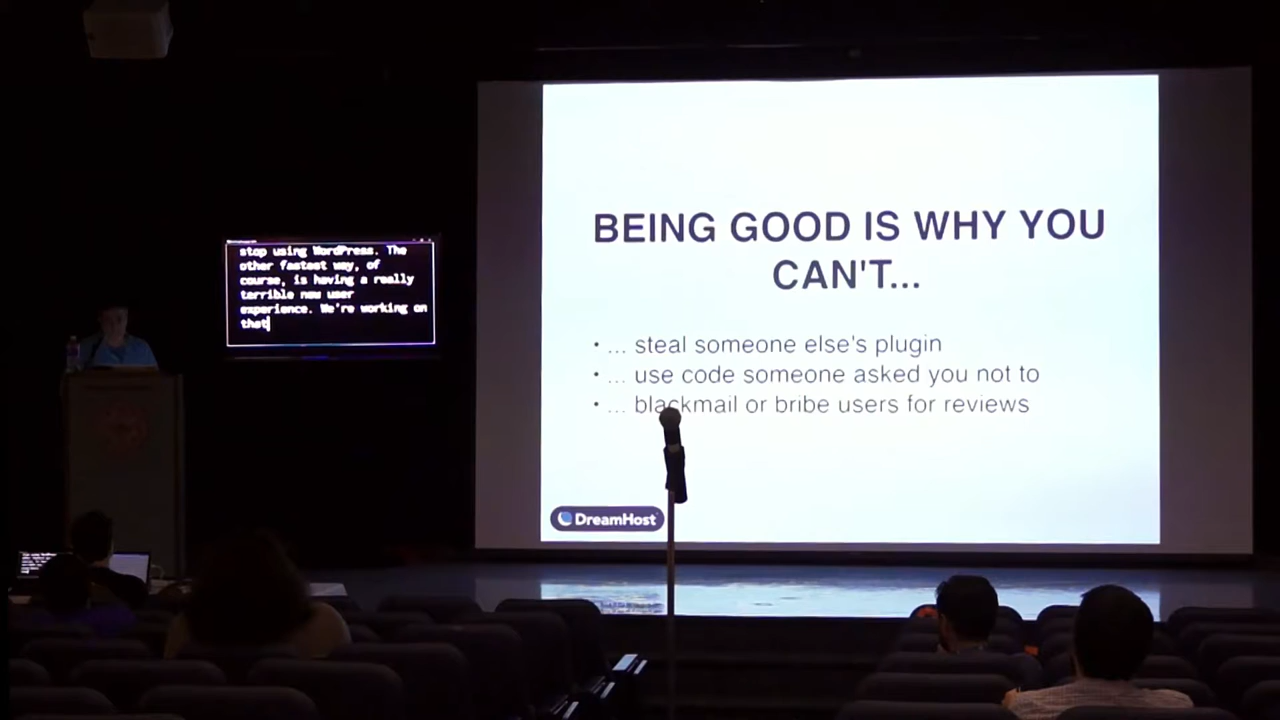 stop using WordPress. The
other fastest way, of
course, is having a really
terrible new user
experience. We're working on
that
BEING GOOD IS WHY YOU
CAN'T...
• ... steal someone else's plugin
• ... use code someone asked you not to
• ... blackmail or bribe users for reviews
DreamHost